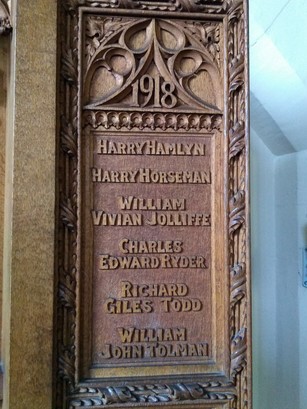 1918
HARRY HAMLYN
HARRY HORSEMAN
WILLIAM
VIVIAN JOLLIFFE
CHARLES
EDWARD RYDER
RICHARD
GILES TODD
WILLIAM
JOHN TOLMAN